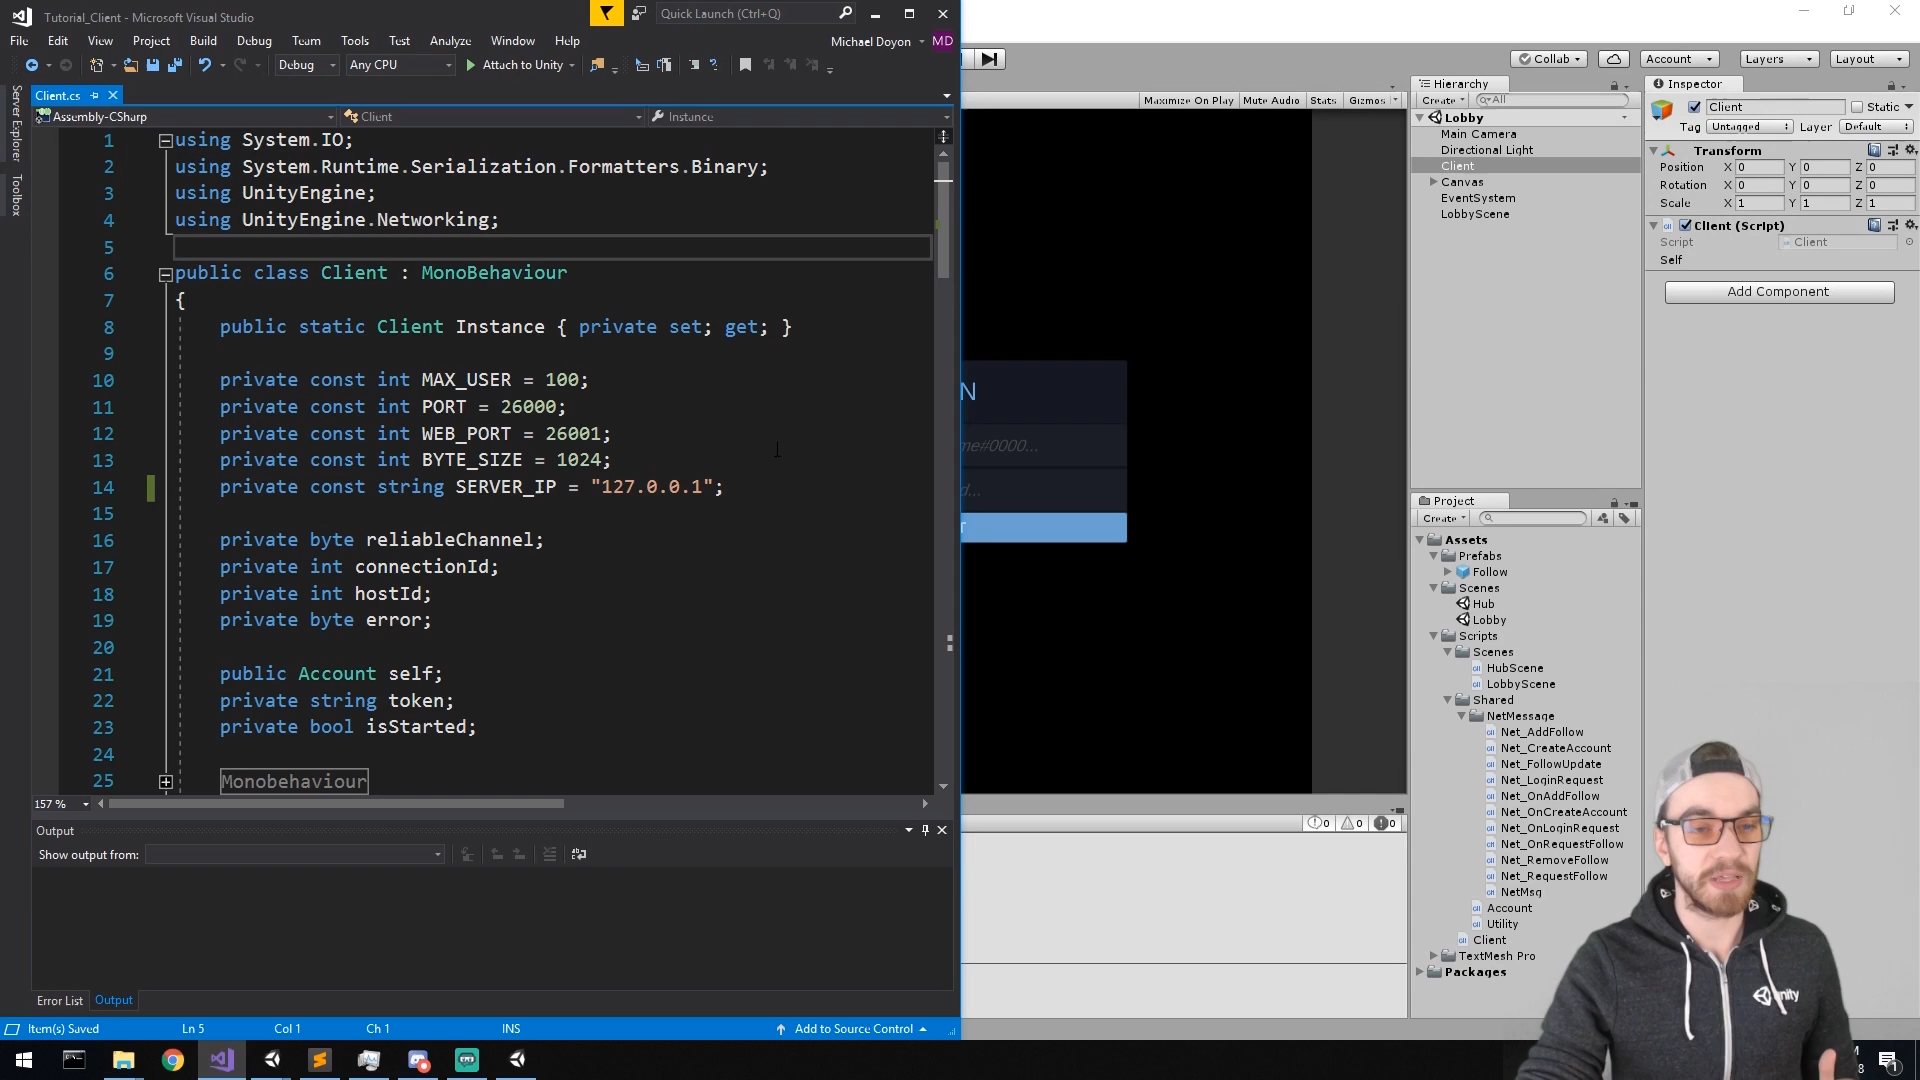 Tutorial_Client - Microsoft Visual Studio
Quick Launch (Ctrl+Q)
File Edit View Project Build Debug Team Tools Test Analyze Window Help
Michael Doyon MD
Debug Any CPU Attach to Unity
Server Explorer
Toolbox
Client.cs
Assembly-CSharp Client Instance
1 using System.IO;
2 using System.Runtime.Serialization.Formatters.Binary;
3 using UnityEngine;
4 using UnityEngine.Networking;
5
6 public class Client : MonoBehaviour
7 {
8 public static Client Instance { private set; get; }
9
10 private const int MAX_USER = 100;
11 private const int PORT = 26000;
12 private const int WEB_PORT = 26001;
13 private const int BYTE_SIZE = 1024;
14 private const string SERVER_IP = "127.0.0.1";
15
16 private byte reliableChannel;
17 private int connectionId;
18 private int hostId;
19 private byte error;
20
21 public Account self;
22 private string token;
23 private bool isStarted;
24
25 Monobehaviour
157 %
Output
Show output from:
Error List Output
Item(s) Saved Ln 5 Col 1 Ch 1 INS Add to Source Control
Collab Account Layers Layout
Maximize On Play Mute Audio Stats Gizmos
N
me#0000...
d...
0 0 0
Hierarchy
Create All
Lobby
Main Camera
Directional Light
Client
Canvas
EventSystem
LobbyScene
Project
Create
Assets
Prefabs
Follow
Scenes
Hub
Lobby
Scripts
Scenes
HubScene
LobbyScene
Shared
NetMessage
Net_AddFollow
Net_CreateAccount
Net_FollowUpdate
Net_LoginRequest
Net_OnAddFollow
Net_OnCreateAccount
Net_OnLoginRequest
Net_OnRequestFollow
Net_RemoveFollow
Net_RequestFollow
NetMsg
Account
Utility
Client
TextMesh Pro
Packages
Inspector
Client Static
Tag Untagged Layer Default
Transform
Position X 0 Y 0 Z 0
Rotation X 0 Y 0 Z 0
Scale X 1 Y 1 Z 1
Client (Script)
Script Client
Self
Add Component
unity
1